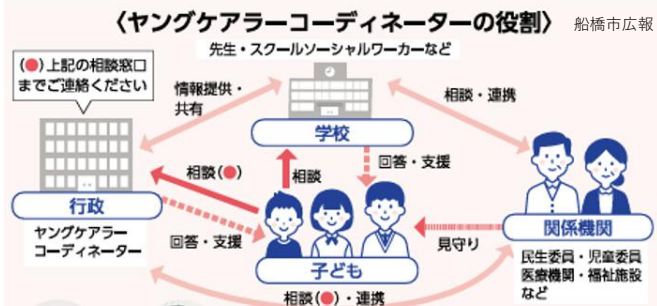 〈ヤングケアラーコーディネーターの役割〉
船橋市広報
先生・スクールソーシャルワーカーなど
(●)上記の相談窓口
までご連絡ください
情報提供・
共有
相談・連携
学校
相談(●)
相談
回答・支援
行政
ヤングケアラー
コーディネーター
回答・支援
子ども
見守り
関係機関
民生委員・児童委員
医療機関・福祉施設
など
相談(●)・連携